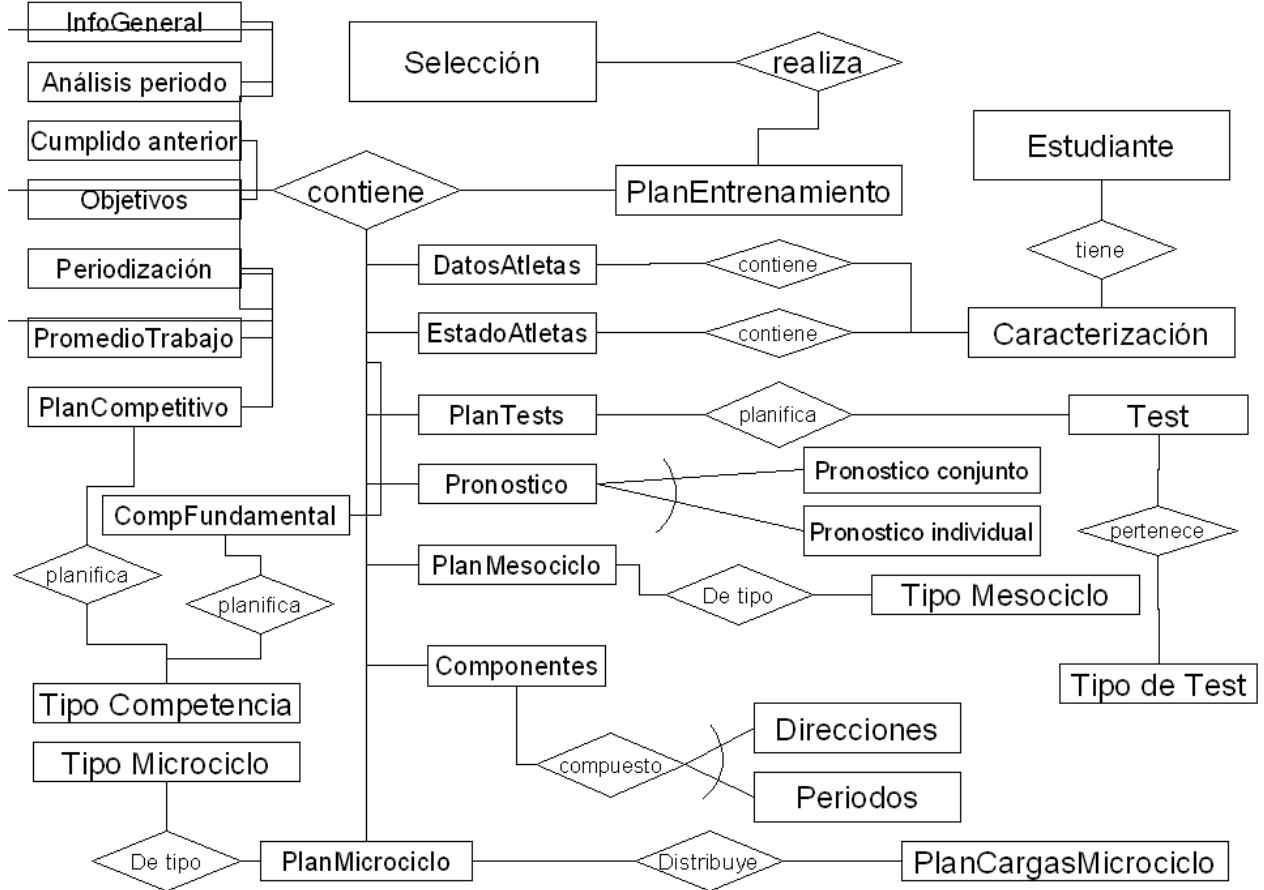 InfoGeneral
Selección
realiza
Análisis periodo
Cumplido anterior
Estudiante
contiene
PlanEntrenamiento
Objetivos
tiene
Periodización
DatosAtletas
contiene
PromedioTrabajo
EstadoAtletas
contiene
Caracterización
PlanCompetitivo
PlanTests
planifica
Test
Pronostico
Pronostico conjunto
CompFundamental
Pronostico individual
pertenece
planifica
PlanMesociclo
planifica
De tipo
Tipo Mesociclo
Componentes
Tipo de Test
Tipo Competencia
Direcciones
Tipo Microciclo
compuesto
Periodos
De tipo
PlanMicrociclo
Distribuye
PlanCargasMicrociclo